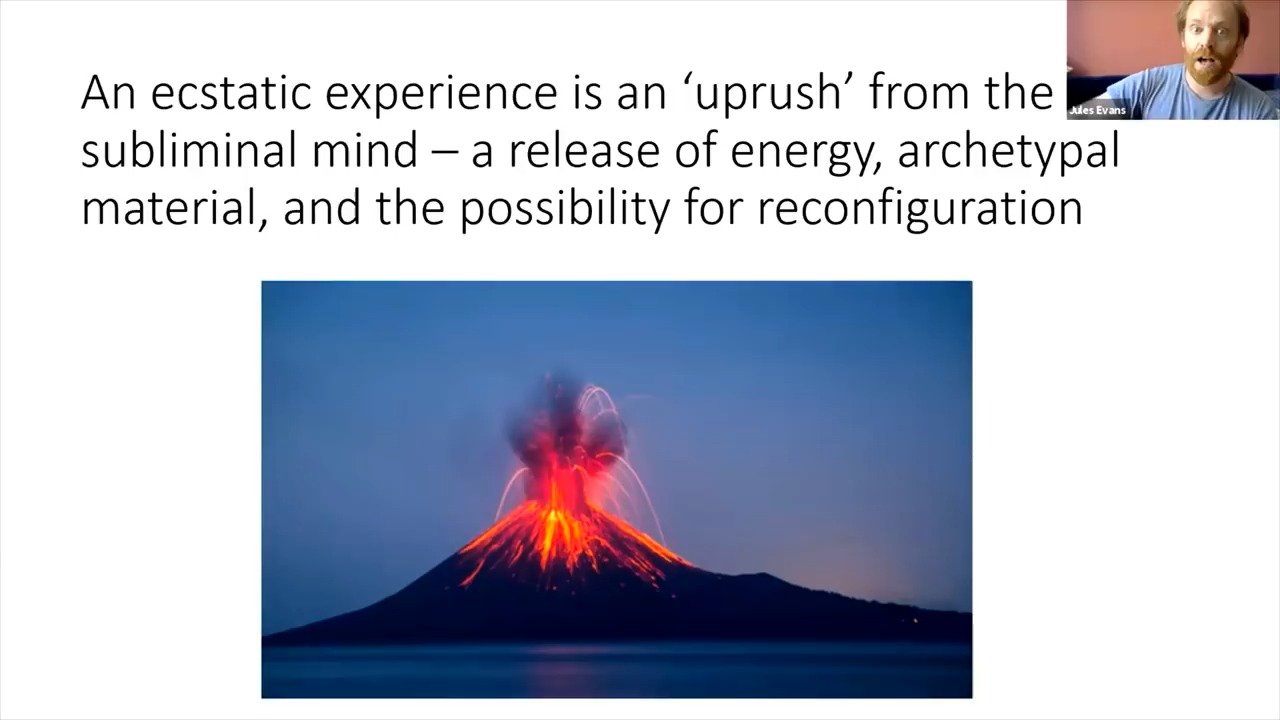 An ecstatic experience is an ‘uprush’ from the
subliminal mind – a release of energy, archetypal
material, and the possibility for reconfiguration
Jules Evans